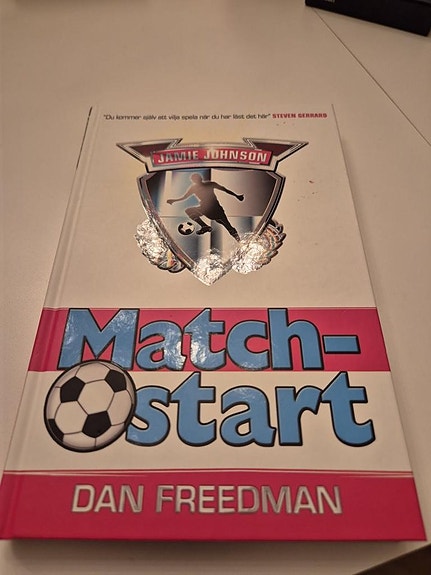 "Du kommer själv att vilja spela när du har läst det här" STEVEN GERRARD
JAMIE JOHNSON
Match-
start
DAN FREEDMAN